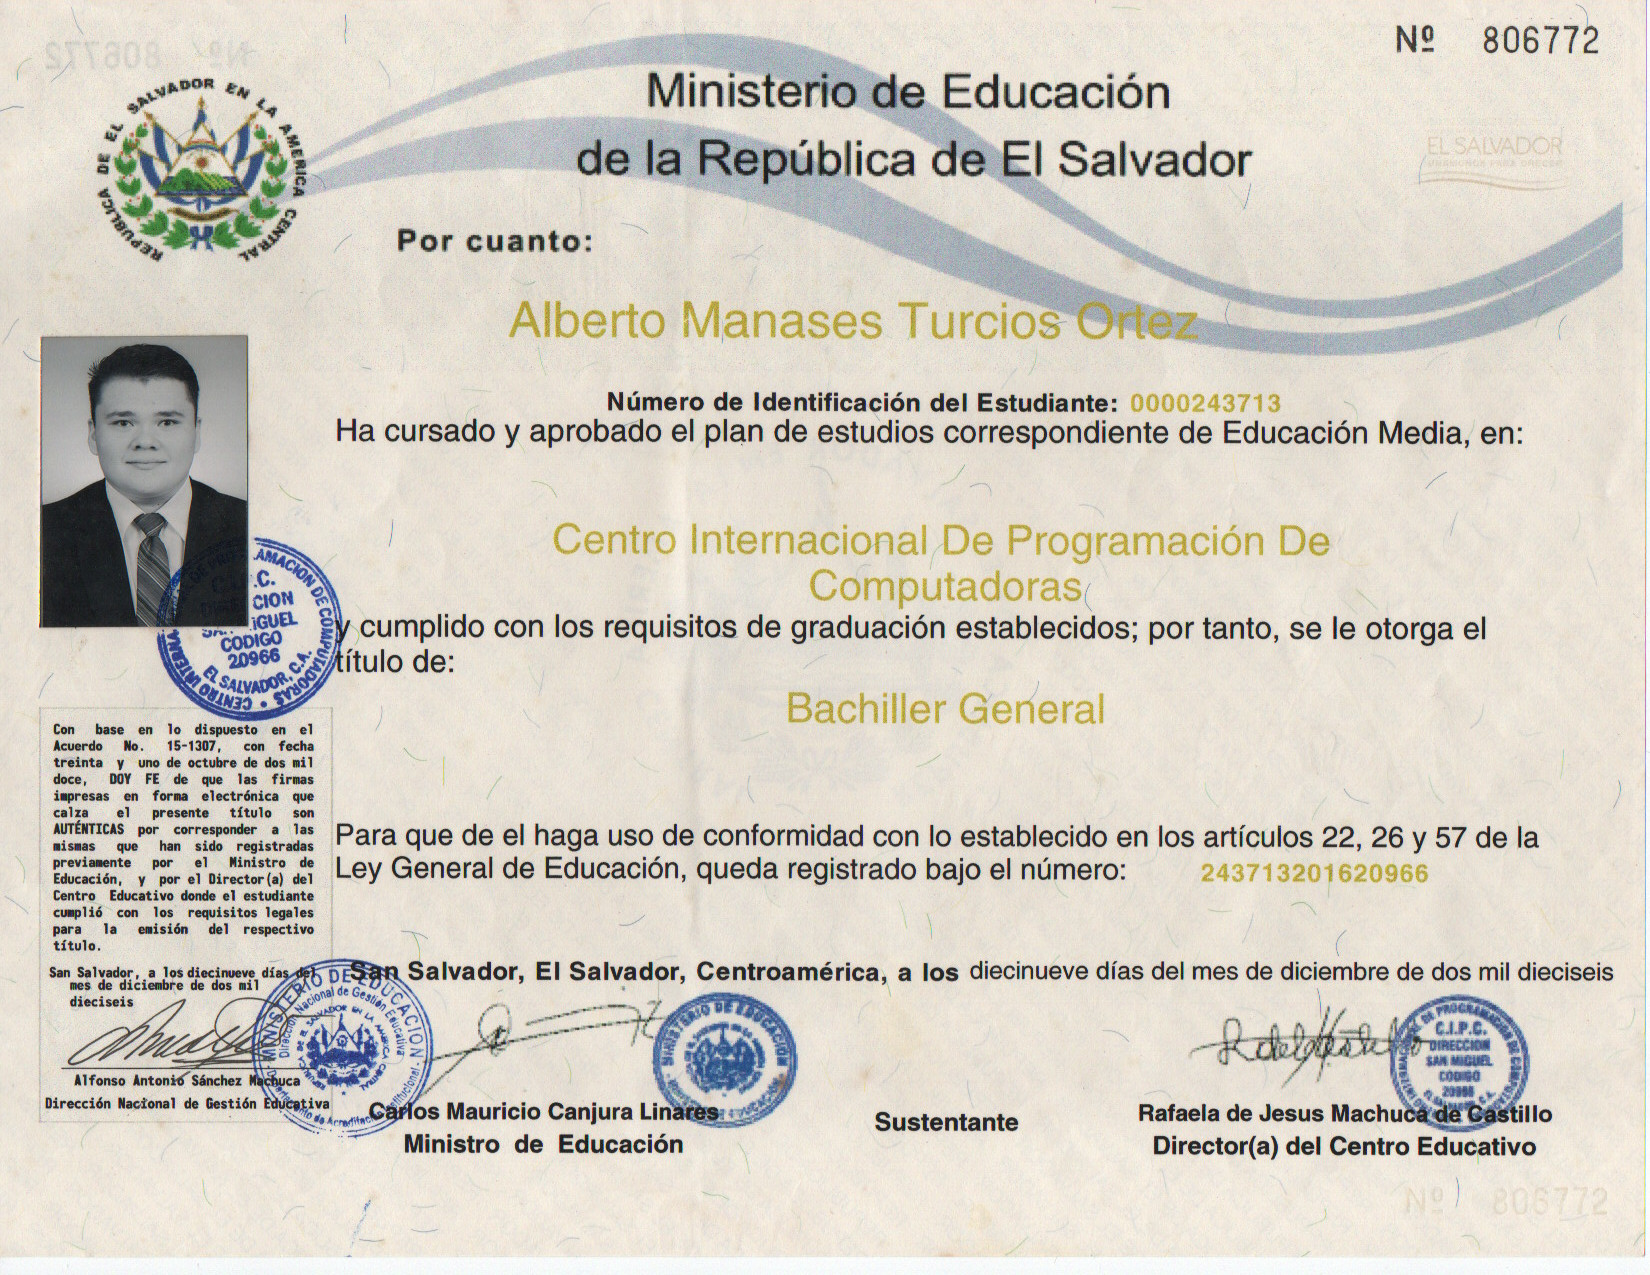 Nº 806772
REPUBLICA DE EL SALVADOR EN LA AMERICA CENTRAL
Ministerio de Educación
de la República de El Salvador
EL SALVADOR
Por cuanto:
Alberto Manases Turcios Ortez
Número de Identificación del Estudiante: 0000243713
Ha cursado y aprobado el plan de estudios correspondiente de Educación Media, en:
Centro Internacional De Programación De
Computadoras
y cumplido con los requisitos de graduación establecidos; por tanto, se le otorga el
título de:
Bachiller General
CODIGO
20966
EL SALVADOR, C.A.
Con base en lo dispuesto en el
Acuerdo No. 15-1307, con fecha
treinta y uno de octubre de dos mil
doce, DOY FE de que las firmas
impresas en forma electrónica que
calza el presente título son
AUTÉNTICAS por corresponder a las
mismas que han sido registradas
previamente por el Ministro de
Educación, y por el Director(a) del
Centro Educativo donde el estudiante
cumplió con los requisitos legales
para la emisión del respectivo
título.
San Salvador, a los diecinueve días del
mes de diciembre de dos mil
dieciseis
Alfonso Antonio Sánchez Machuca
Dirección Nacional de Gestión Educativa
Para que de el haga uso de conformidad con lo establecido en los artículos 22, 26 y 57 de la
Ley General de Educación, queda registrado bajo el número: 243713201620966
San Salvador, El Salvador, Centroamérica, a los diecinueve días del mes de diciembre de dos mil dieciseis
MINISTERIO DE EDUCACION
Dirección Nacional de Gestión Educativa
MINISTERIO DE EDUCACION
C.I.P.C.
DIRECCION
SAN MIGUEL
CODIGO
20966
Carlos Mauricio Canjura Linares
Ministro de Educación
Sustentante
Rafaela de Jesus Machuca de Castillo
Director(a) del Centro Educativo
Nº 806772